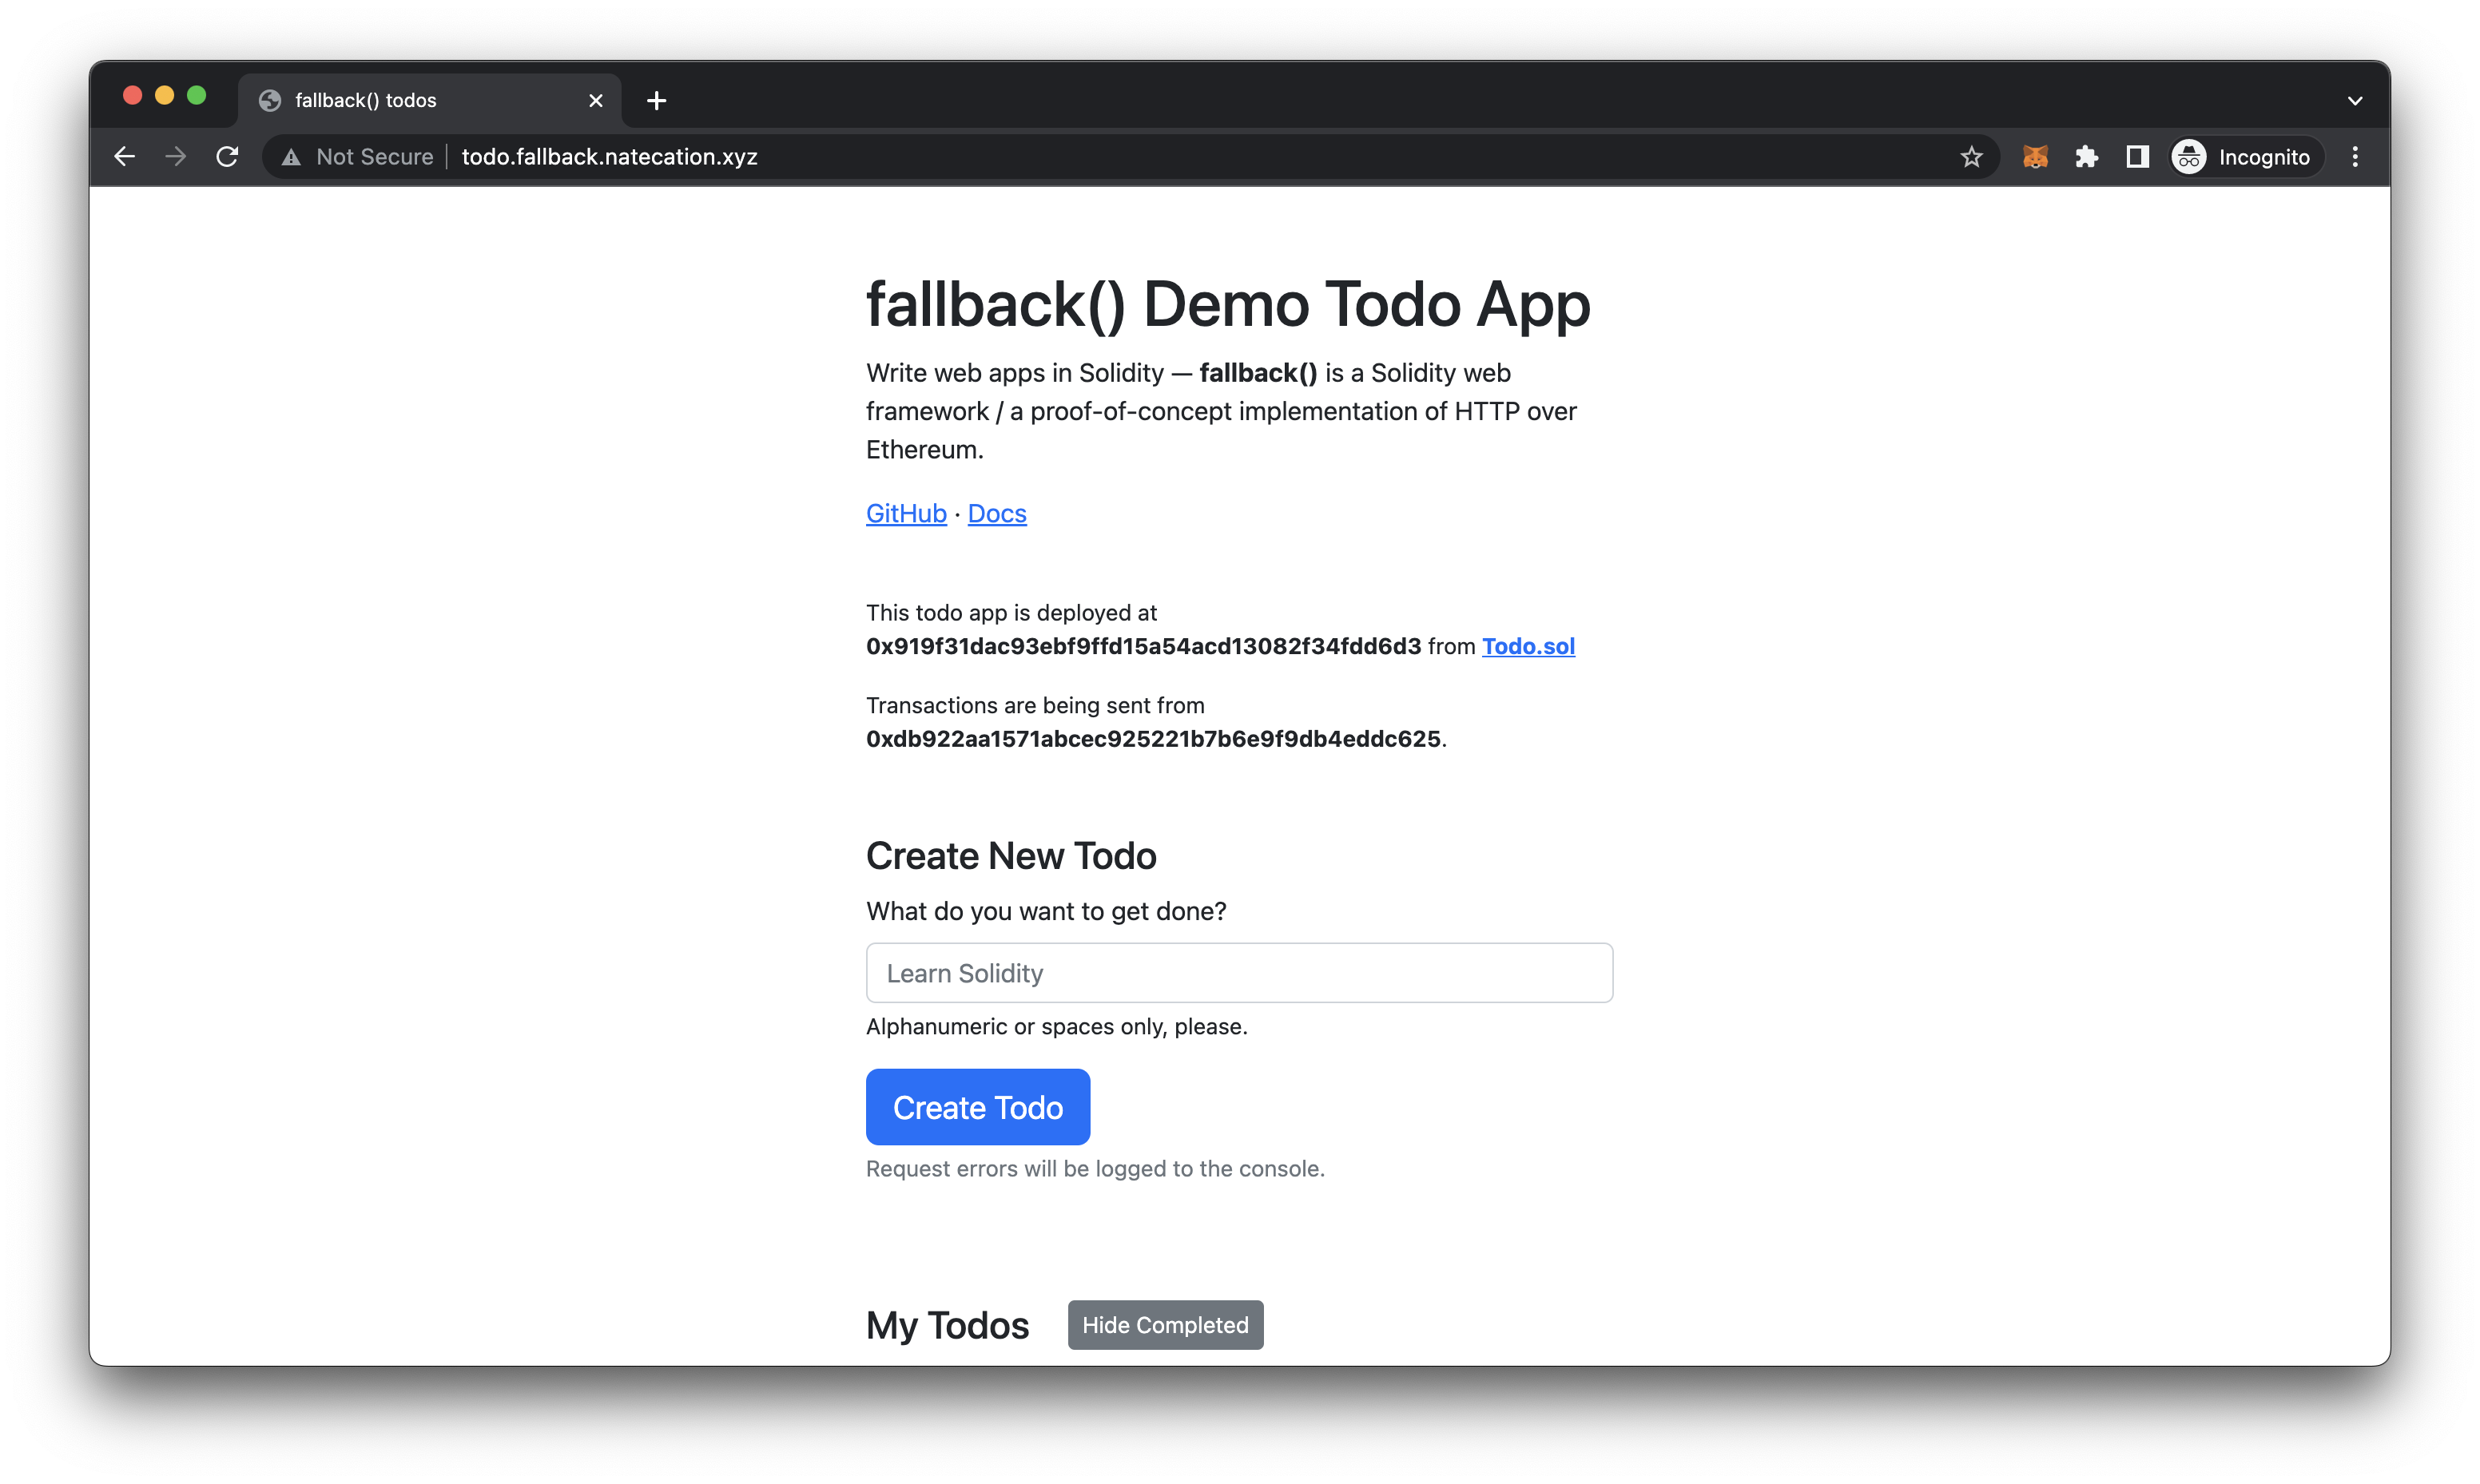 fallback() todos
Not Secure todo.fallback.natecation.xyz Incognito
fallback() Demo Todo App
Write web apps in Solidity — fallback() is a Solidity web
framework / a proof-of-concept implementation of HTTP over
Ethereum.
GitHub · Docs
This todo app is deployed at
0x919f31dac93ebf9ffd15a54acd13082f34fdd6d3 from Todo.sol
Transactions are being sent from
0xdb922aa1571abcec925221b7b6e9f9db4eddc625.
Create New Todo
What do you want to get done?
Learn Solidity
Alphanumeric or spaces only, please.
Create Todo
Request errors will be logged to the console.
My Todos Hide Completed